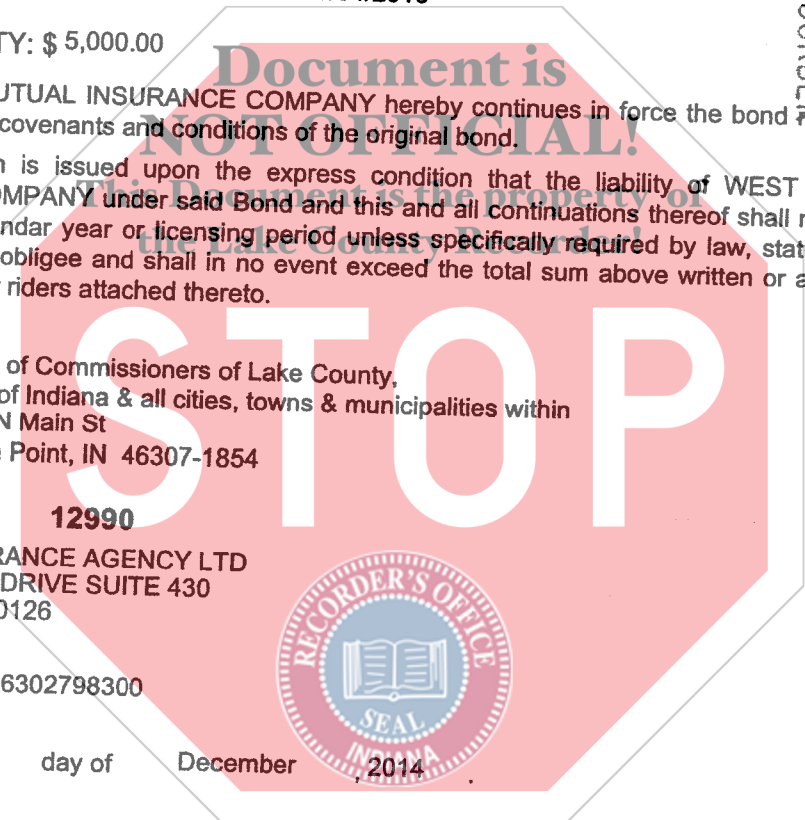 TY: $ 5,000.00
Document is
UTUAL INSURANCE COMPANY hereby continues in force the bond
covenants and conditions of the original bond.
NOT OFFICIAL!
n is issued upon the express condition that the liability of WEST
This Document is the property of
OMPANY under said Bond and this and all continuations thereof shall
ndar year or licensing period unless specifically required by law, stat
the Lake County Recorder!
obligee and shall in no event exceed the total sum above written or a
riders attached thereto.
STOP
of Commissioners of Lake County,
of Indiana & all cities, towns & municipalities within
N Main St
Point, IN 46307-1854
12990
RANCE AGENCY LTD
DRIVE SUITE 430
0126
6302798300
RECORDER'S OFFICE
SEAL
INDIANA
day of December , 2014 .